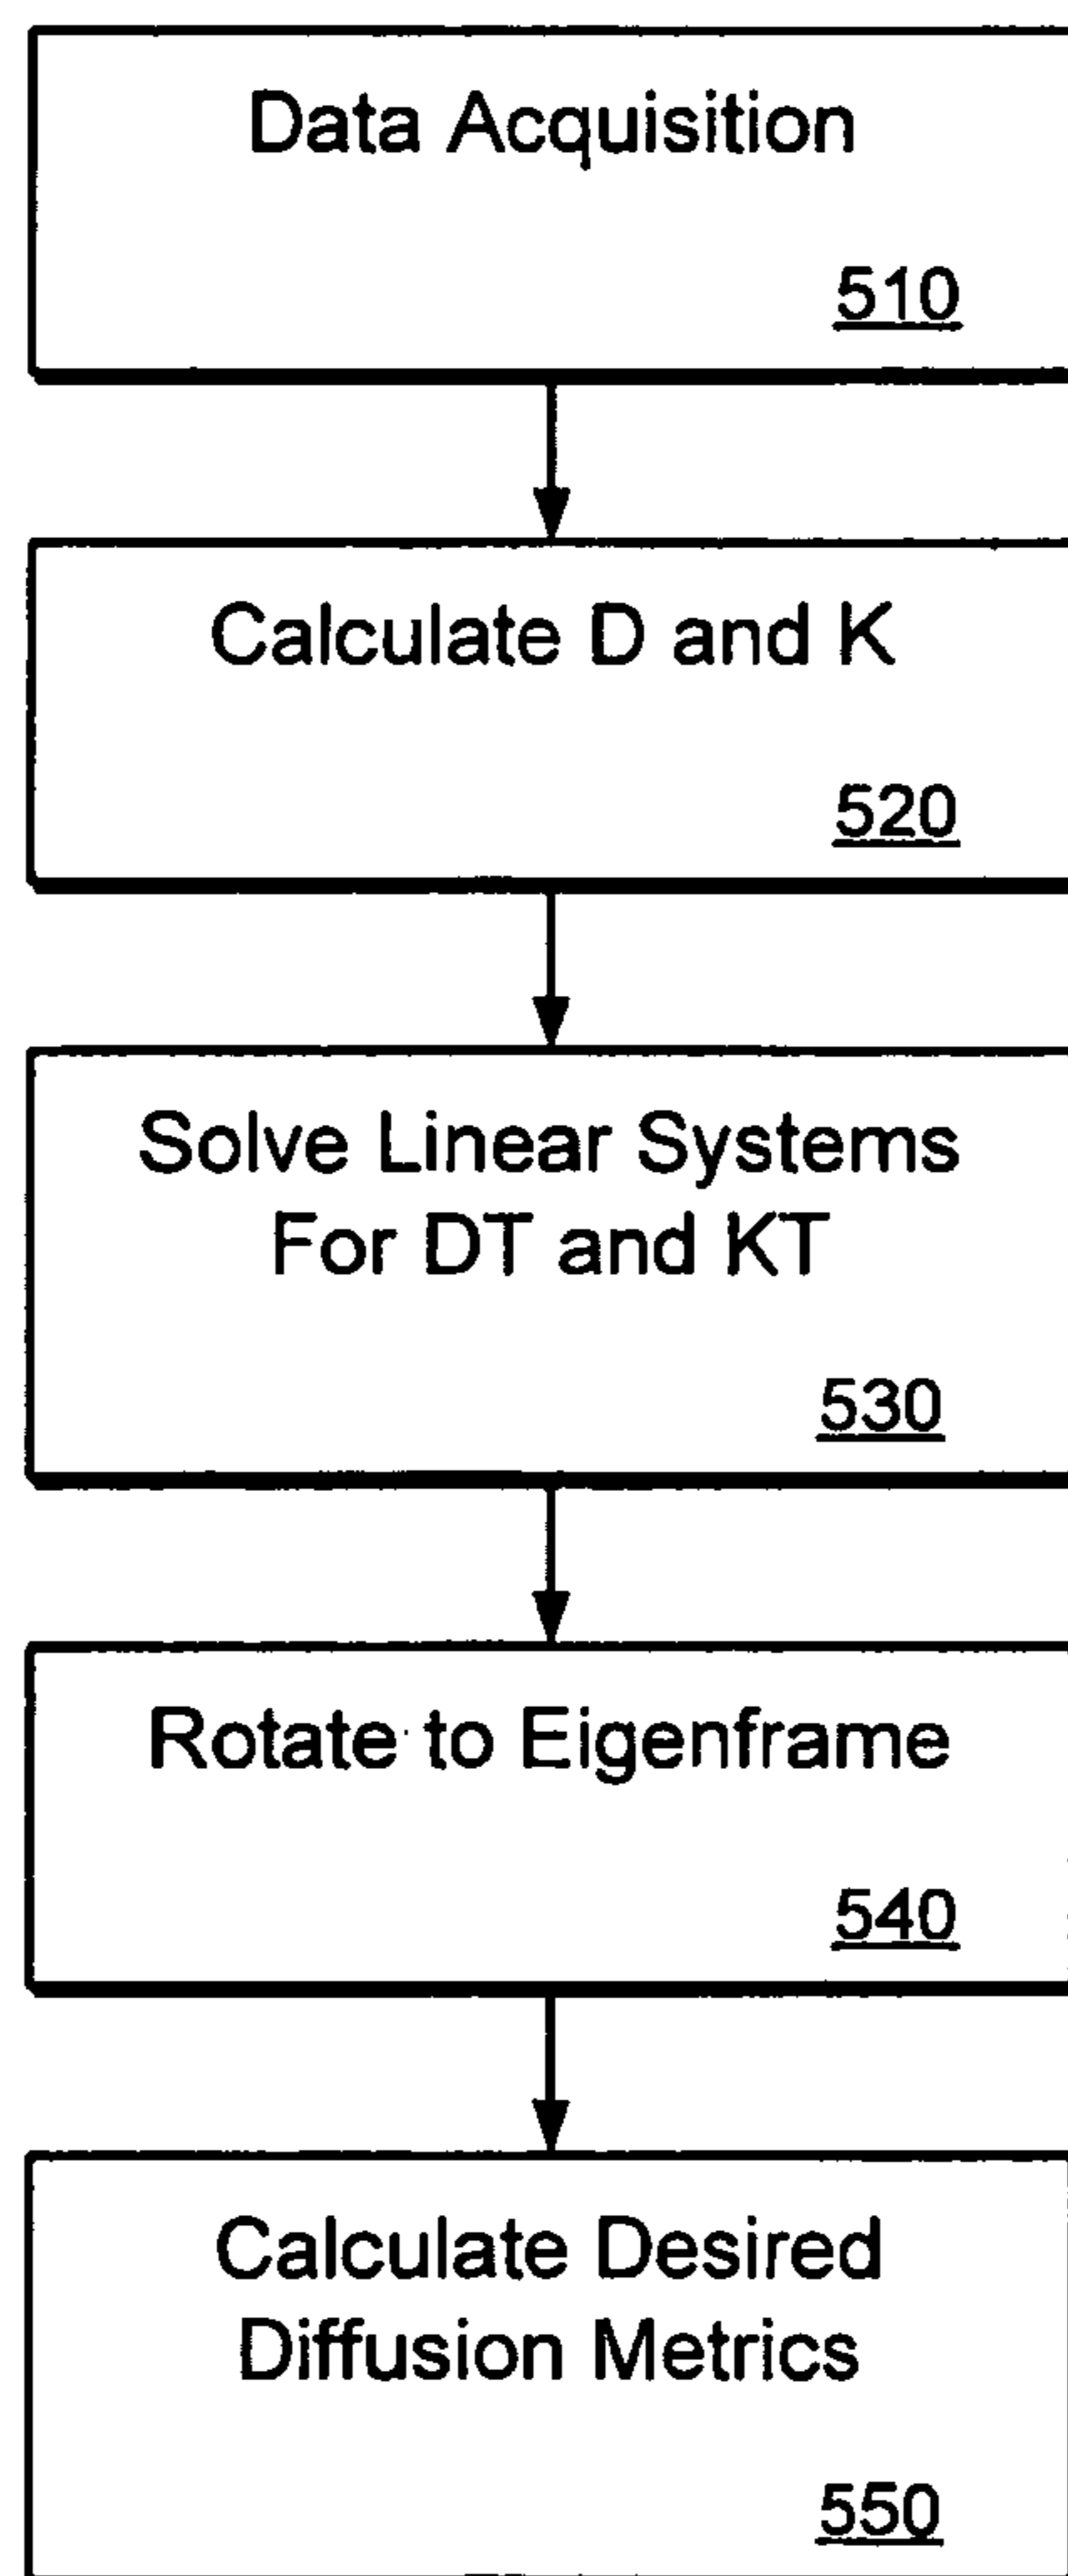 Data Acquisition
510
Calculate D and K
520
Solve Linear Systems
For DT and KT
530
Rotate to Eigenframe
540
Calculate Desired
Diffusion Metrics
550